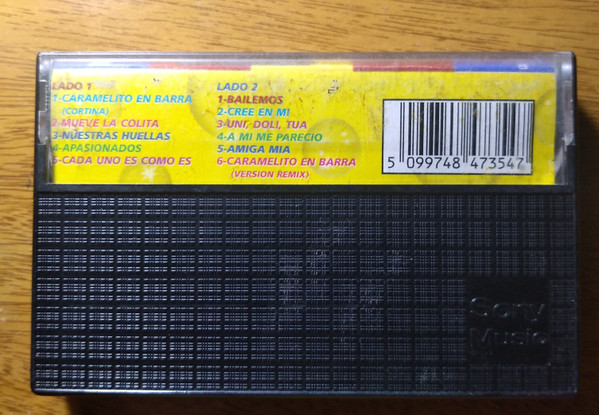 LADO 1
1-CARAMELITO EN BARRA
(CORTINA)
2-MUEVE LA COLITA
3-NUESTRAS HUELLAS
4-APASIONADOS
5-CADA UNO ES COMO ES
LADO 2
1-BAILEMOS
2-CREE EN MI
3-UNI, DOLI, TUA
4-A MI ME PARECIO
5-AMIGA MIA
6-CARAMELITO EN BARRA
(VERSION REMIX)
5 099748 473547
Sony
Music